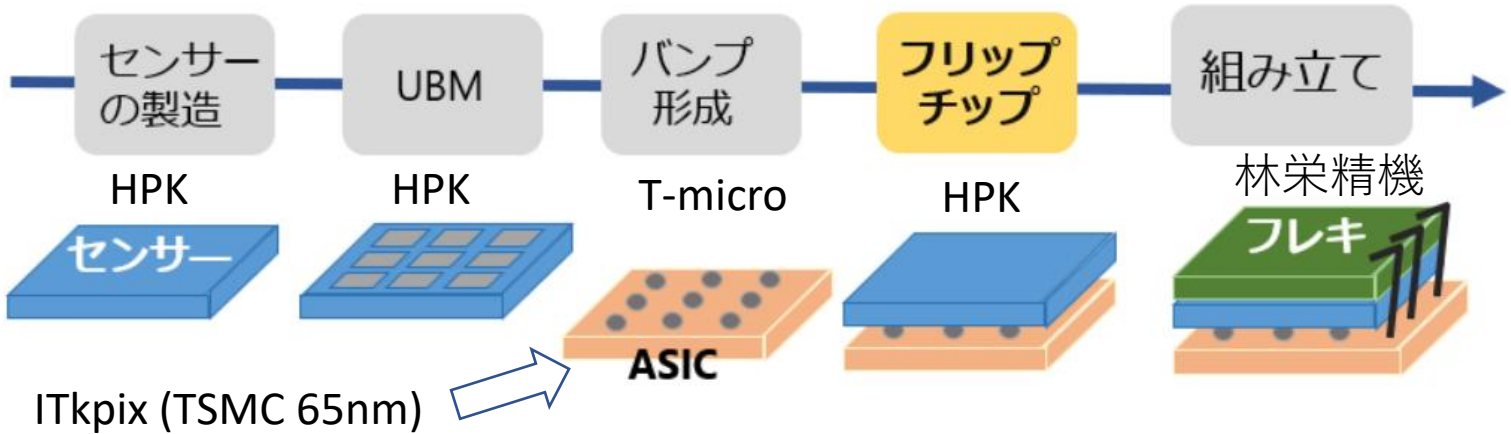 センサー
の製造
UBM
バンプ
形成
フリップ
チップ
組み立て
HPK
HPK
T-micro
HPK
林栄精機
センサー
フレキ
ASIC
ITkpix (TSMC 65nm)